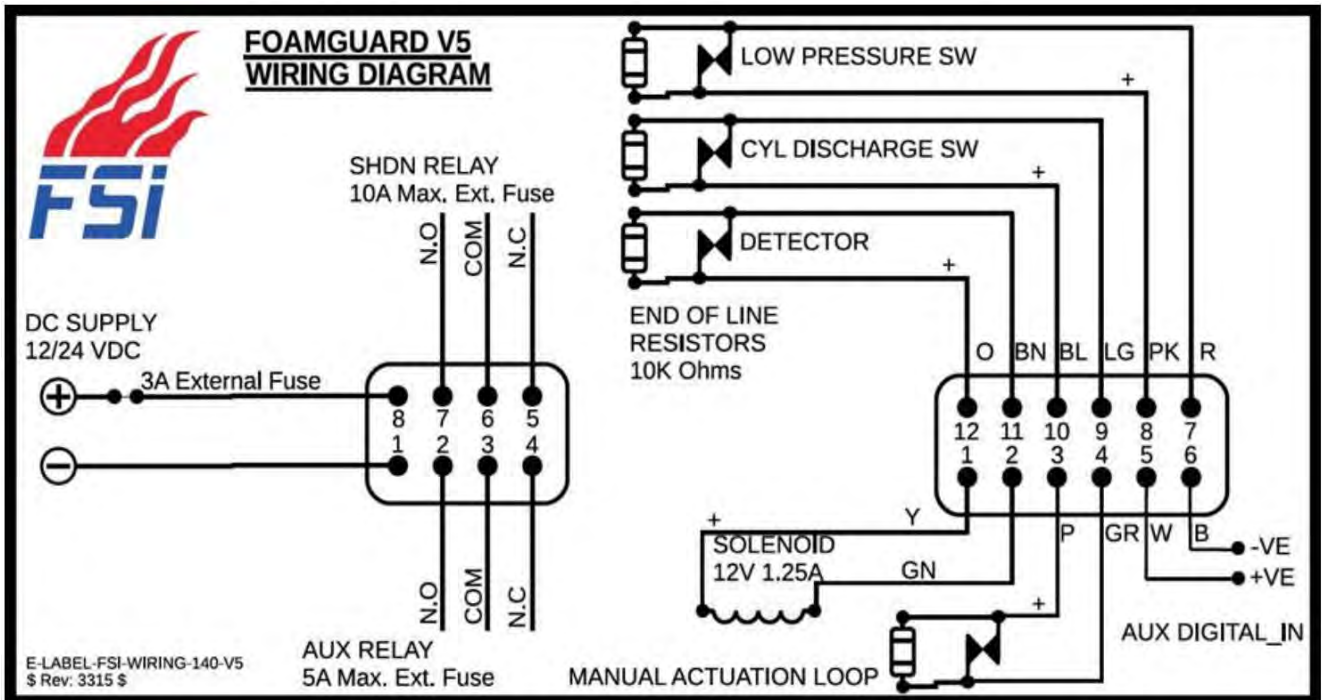 FOAMGUARD V5
WIRING DIAGRAM
FSi
SHDN RELAY
10A Max. Ext. Fuse
N.O
COM
N.C
DC SUPPLY
12/24 VDC
+
3A External Fuse
−
8 7 6 5
1 2 3 4
N.O
COM
N.C
AUX RELAY
5A Max. Ext. Fuse
E-LABEL-FSI-WIRING-140-V5
$ Rev: 3315 $
LOW PRESSURE SW
+
CYL DISCHARGE SW
+
DETECTOR
+
END OF LINE
RESISTORS
10K Ohms
O BN BL LG PK R
12 11 10 9 8 7
1 2 3 4 5 6
Y
P GR W B
+
SOLENOID
12V 1.25A
GN
-VE
+VE
+
AUX DIGITAL_IN
MANUAL ACTUATION LOOP